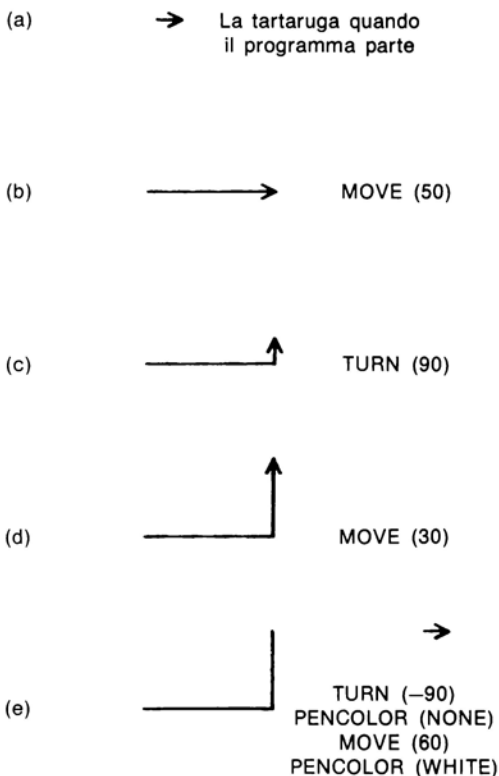 (a) La tartaruga quando
il programma parte
(b) MOVE (50)
(c) TURN (90)
(d) MOVE (30)
TURN (–90)
(e) PENCOLOR (NONE)
MOVE (60)
PENCOLOR (WHITE)